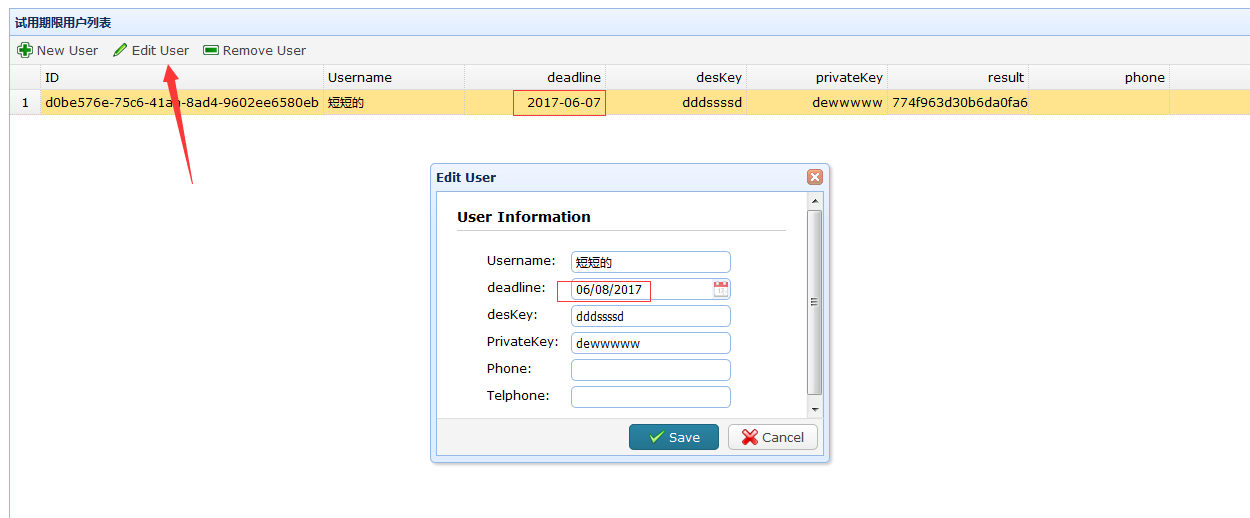 试用期限用户列表
New User Edit User Remove User
ID Username deadline desKey privateKey result phone
1 d0be576e-75c6-41aa-8ad4-9602ee6580eb 短短的 2017-06-07 dddssssd dewwwww 774f963d30b6da0fa6
Edit User
User Information
Username: 短短的
deadline: 06/08/2017
desKey: dddssssd
PrivateKey: dewwwww
Phone:
Telphone:
Save Cancel